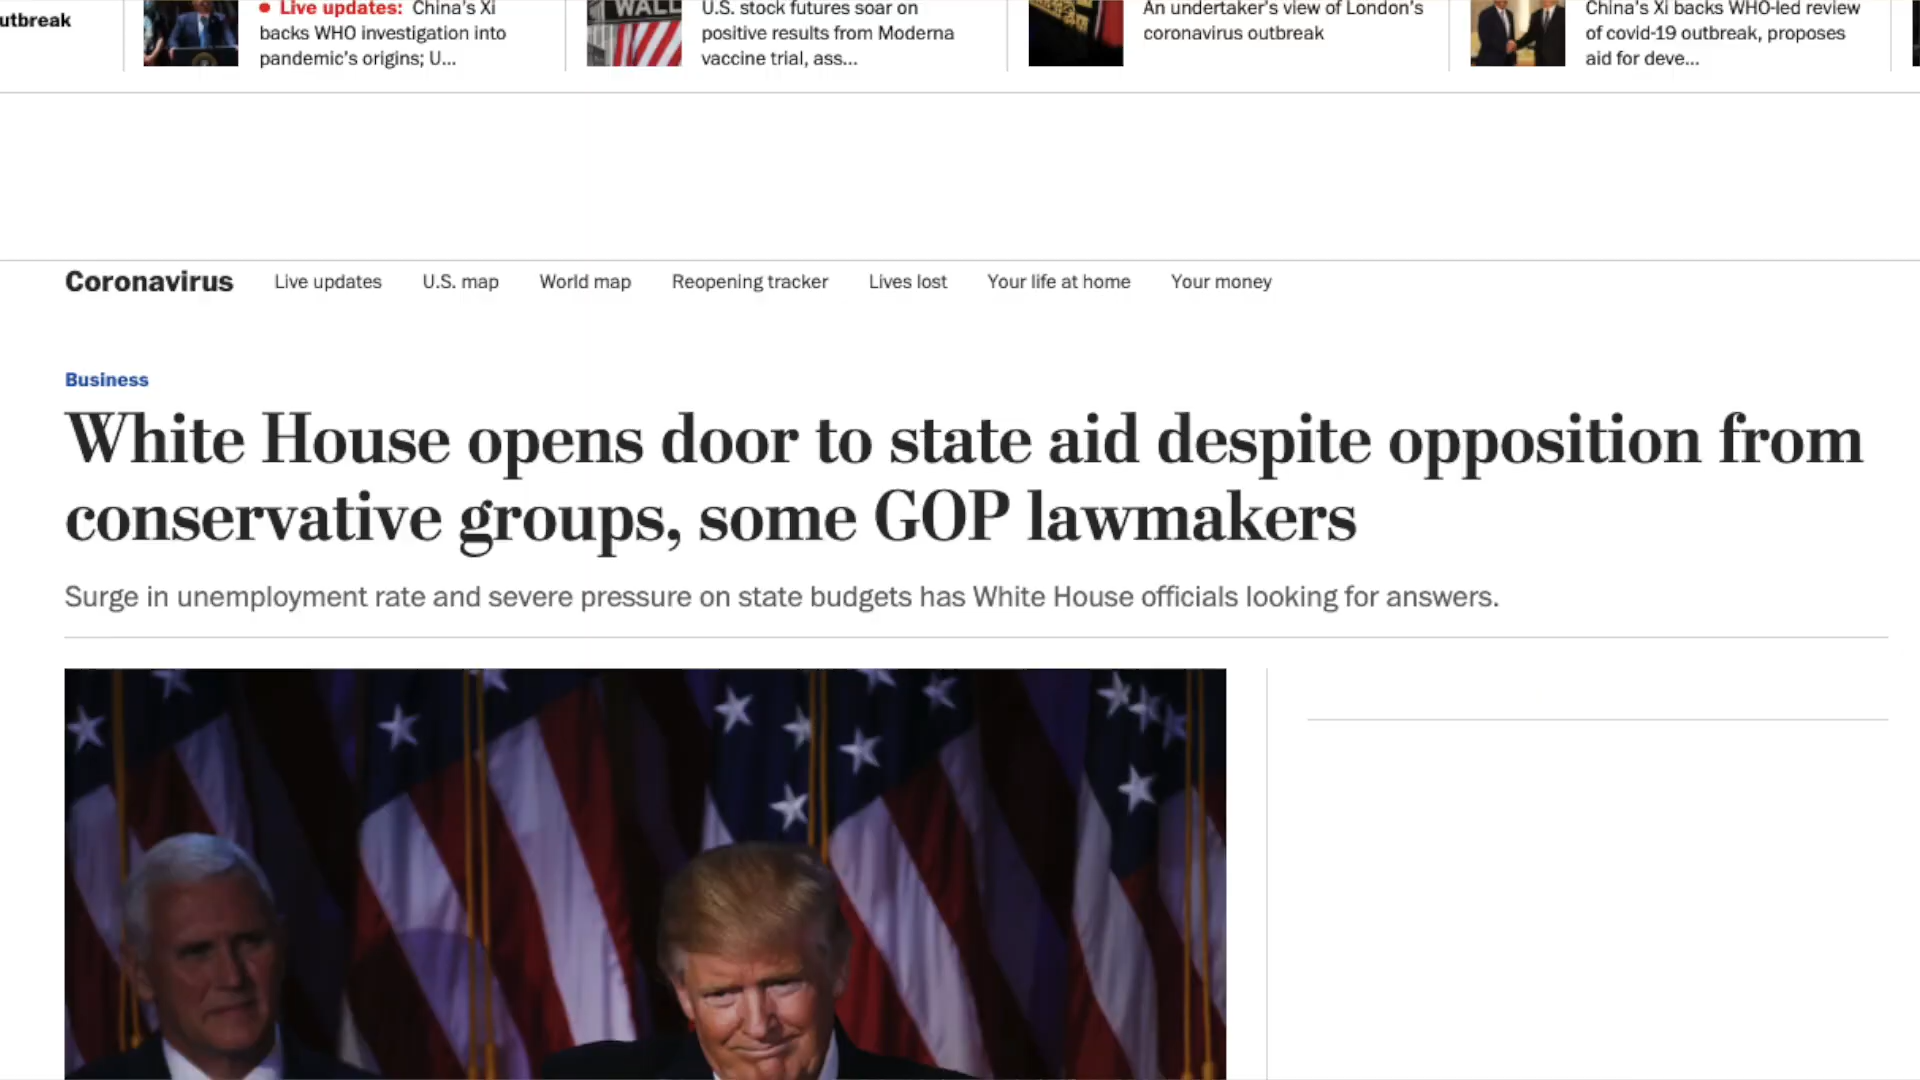 utbreak
Live updates: China's Xi
backs WHO investigation into
pandemic's origins; U...
WALL
U.S. stock futures soar on
positive results from Moderna
vaccine trial, ass...
An undertaker's view of London's
coronavirus outbreak
China's Xi backs WHO-led review
of covid-19 outbreak, proposes
aid for deve...
Coronavirus Live updates U.S. map World map Reopening tracker Lives lost Your life at home Your money
Business
White House opens door to state aid despite opposition from
conservative groups, some GOP lawmakers
Surge in unemployment rate and severe pressure on state budgets has White House officials looking for answers.